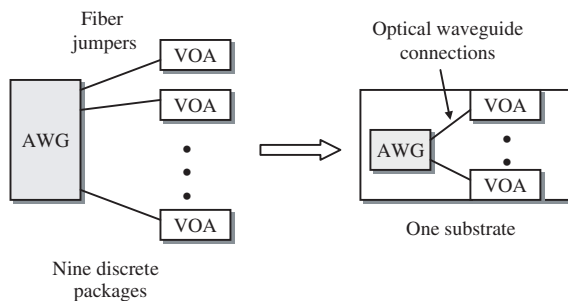 Fiber
jumpers
VOA
VOA
AWG
VOA
Nine discrete
packages
Optical waveguide
connections
VOA
AWG
VOA
One substrate